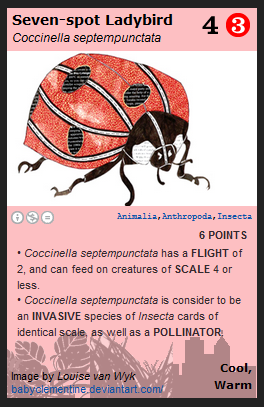 Seven-spot Ladybird 4 3
Coccinella septempunctata
Animalia,Anthropoda,Insecta
6 POINTS
• Coccinella septempunctata has a FLIGHT of
2, and can feed on creatures of SCALE 4 or
less.
• Coccinella septempunctata is consider to be
an INVASIVE species of Insecta cards of
identical scale, as well as a POLLINATOR.
Cool,
Warm
Image by Louise van Wyk
babyclementine.deviantart.com/